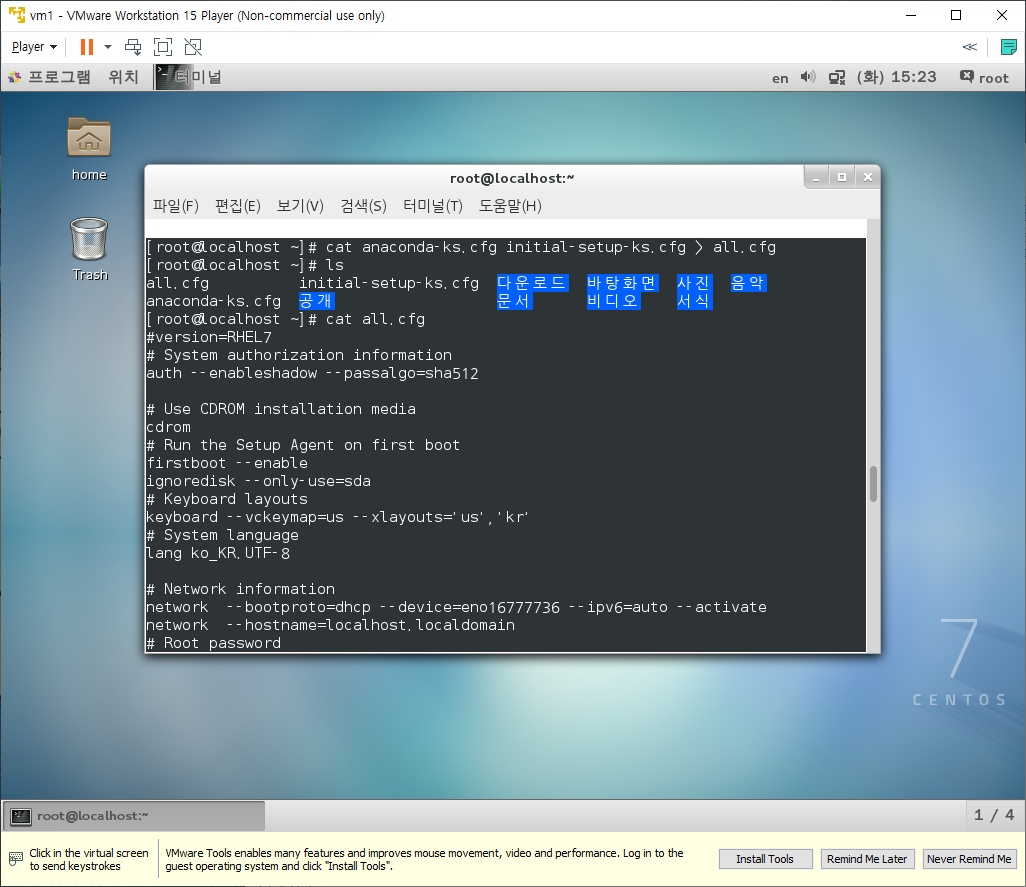 vm1 - VMware Workstation 15 Player (Non-commercial use only)
Player
프로그램 위치 터미널 en (화) 15:23 root
home
Trash
root@localhost:~
파일(F) 편집(E) 보기(V) 검색(S) 터미널(T) 도움말(H)
[root@localhost ~]# cat anaconda-ks.cfg initial-setup-ks.cfg > all.cfg
[root@localhost ~]# ls
all.cfg initial-setup-ks.cfg 다운로드 바탕화면 사진 음악
anaconda-ks.cfg 공개 문서 비디오 서식
[root@localhost ~]# cat all.cfg
#version=RHEL7
# System authorization information
auth --enableshadow --passalgo=sha512
# Use CDROM installation media
cdrom
# Run the Setup Agent on first boot
firstboot --enable
ignoredisk --only-use=sda
# Keyboard layouts
keyboard --vckeymap=us --xlayouts='us','kr'
# System language
lang ko_KR.UTF-8
# Network information
network  --bootproto=dhcp --device=eno16777736 --ipv6=auto --activate
network  --hostname=localhost.localdomain
# Root password
7
CENTOS
root@localhost:~ 1 / 4
Click in the virtual screen
to send keystrokes
VMware Tools enables many features and improves mouse movement, video and performance. Log in to the
guest operating system and click "Install Tools".
Install Tools Remind Me Later Never Remind Me